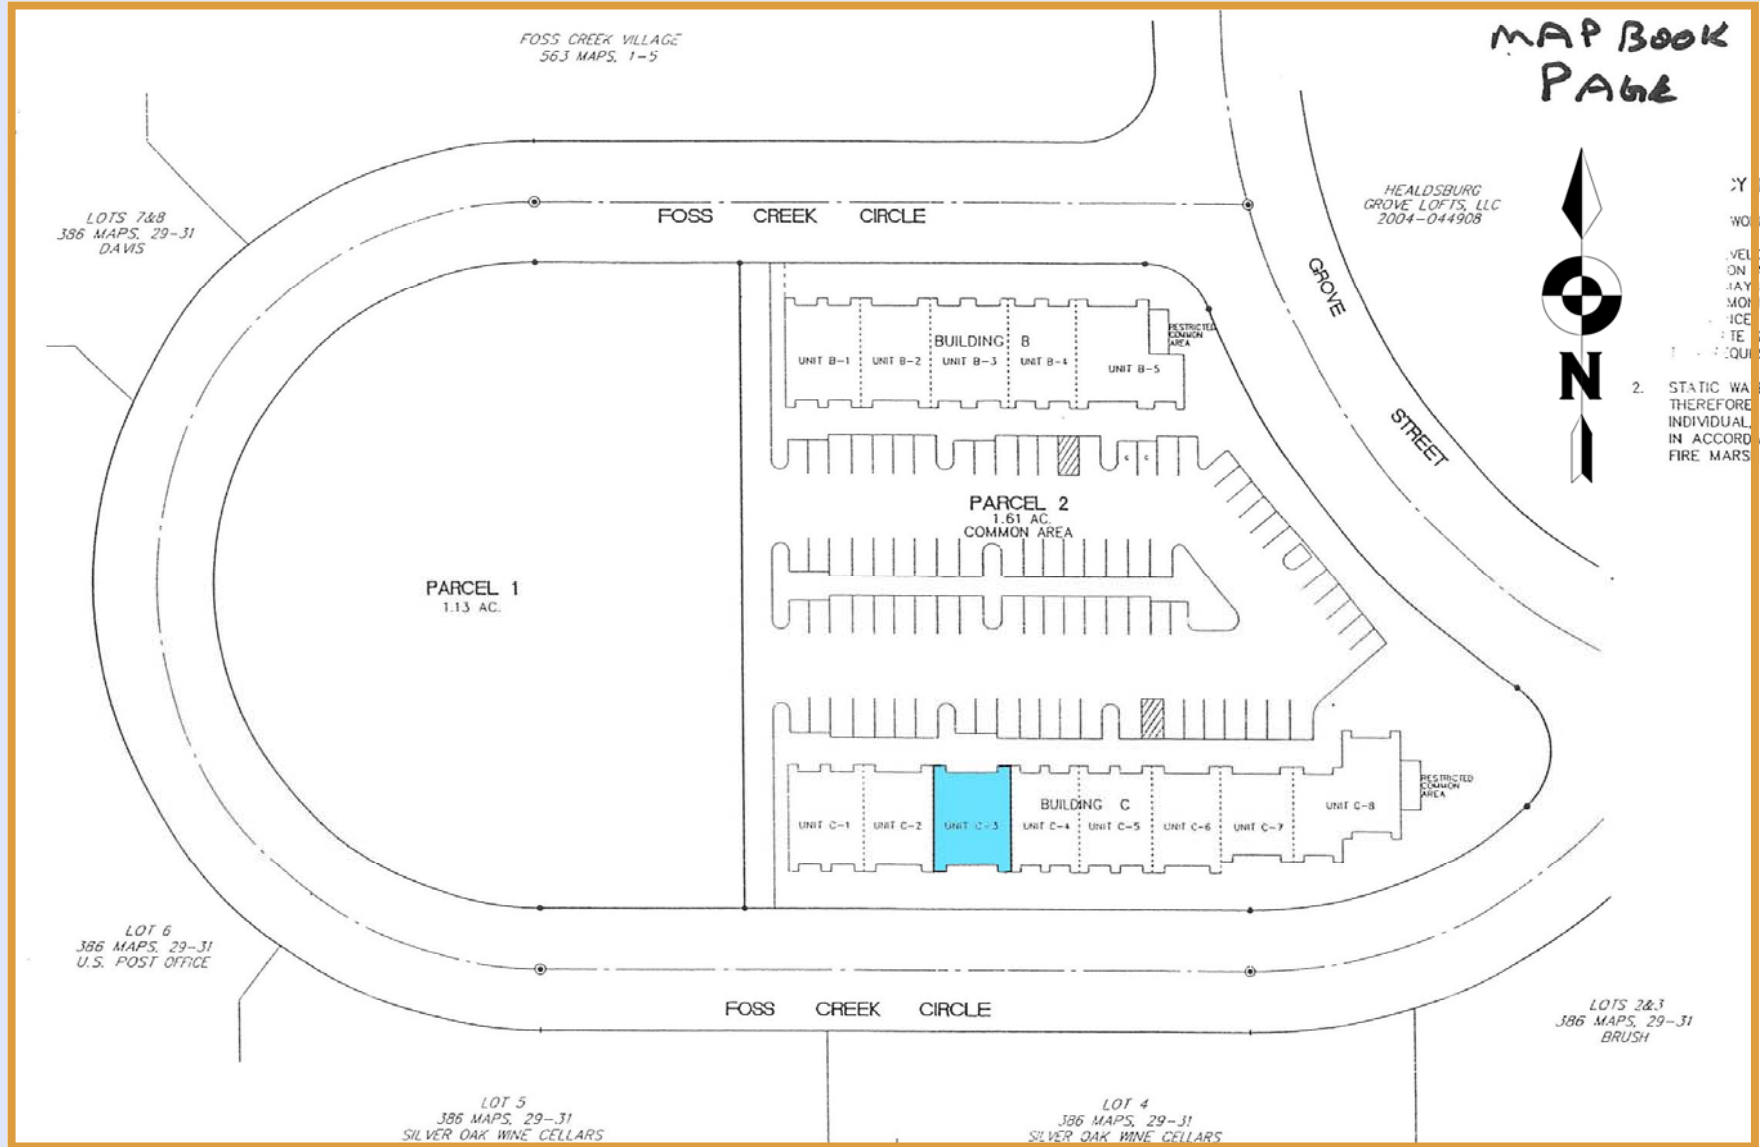 MAP BOOK
PAGE
FOSS CREEK VILLAGE
563 MAPS, 1-5
LOTS 7&8
386 MAPS, 29-31
DAVIS
FOSS CREEK CIRCLE
HEALDSBURG
GROVE LOFTS, LLC
2004-044908
GROVE
STREET
N
2. STATIC WA
THEREFORE
INDIVIDUAL,
IN ACCORD
FIRE MARS
BUILDING B
UNIT B-1
UNIT B-2
UNIT B-3
UNIT B-4
UNIT B-5
RESTRICTED
COMMON
AREA
C C
PARCEL 2
1.61 AC.
COMMON AREA
PARCEL 1
1.13 AC.
BUILDING C
UNIT C-1
UNIT C-2
UNIT C-3
UNIT C-4
UNIT C-5
UNIT C-6
UNIT C-7
UNIT C-8
RESTRICTED
COMMON
AREA
LOT 6
386 MAPS, 29-31
U.S. POST OFFICE
FOSS CREEK CIRCLE
LOTS 2&3
386 MAPS, 29-31
BRUSH
LOT 5
386 MAPS, 29-31
SILVER OAK WINE CELLARS
LOT 4
386 MAPS, 29-31
SILVER OAK WINE CELLARS